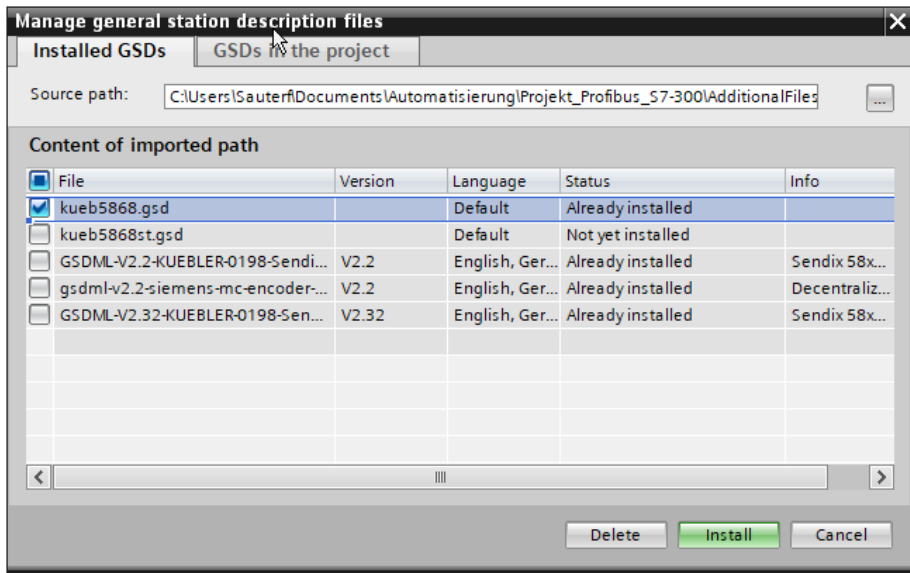 Manage general station description files
Installed GSDs GSDs in the project
Source path: C:\Users\Sauterf\Documents\Automatisierung\Projekt_Profibus_S7-300\AdditionalFiles ...
Content of imported path
File Version Language Status Info
kueb5868.gsd Default Already installed
kueb5868st.gsd Default Not yet installed
GSDML-V2.2-KUEBLER-0198-Sendi... V2.2 English, Ger... Already installed Sendix 58x...
gsdml-v2.2-siemens-mc-encoder-... V2.2 English, Ger... Already installed Decentraliz...
GSDML-V2.32-KUEBLER-0198-Sen... V2.32 English, Ger... Already installed Sendix 58x...
Delete Install Cancel